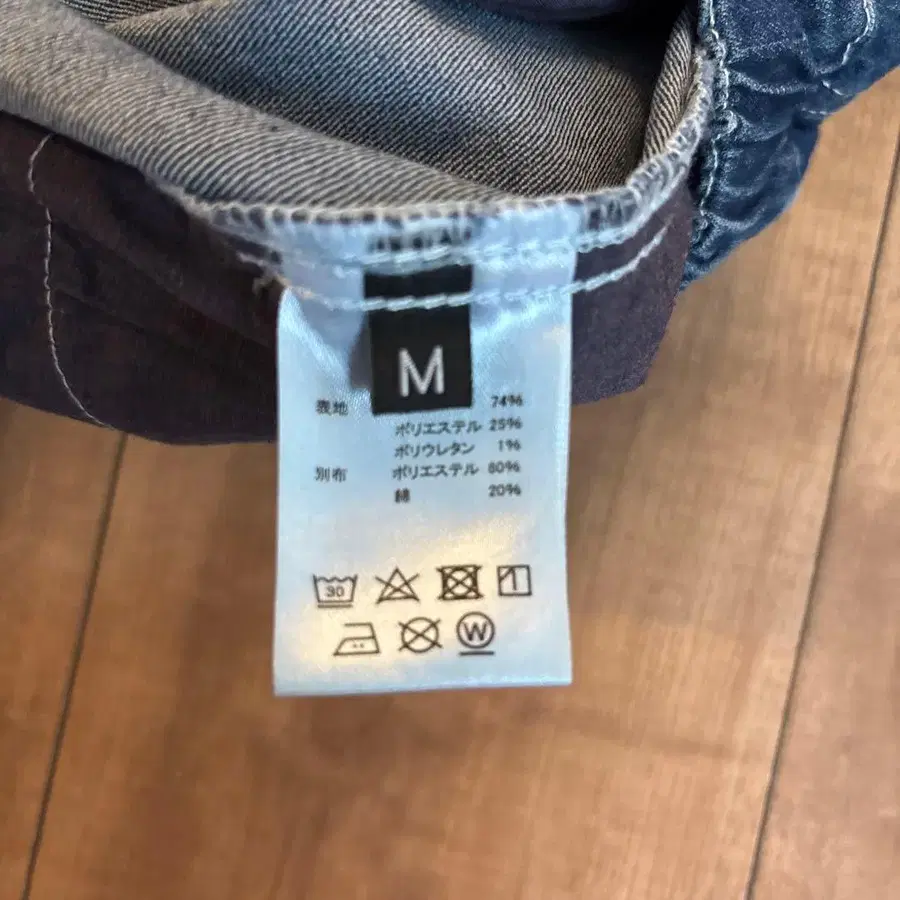 M
表地 74%
ポリエステル 25%
ポリウレタン 1%
別布 ポリエステル 80%
綿 20%
30
W